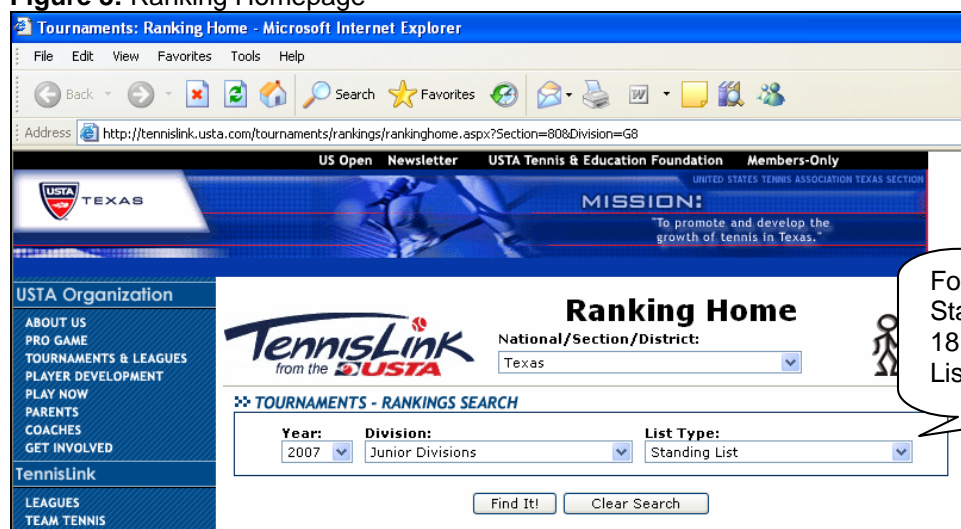 Figure 3: Ranking Homepage
Tournaments: Ranking Home - Microsoft Internet Explorer
File Edit View Favorites Tools Help
Back Search Favorites
Address http://tennislink.usta.com/tournaments/rankings/rankinghome.aspx?Section=80&Division=G8
US Open Newsletter USTA Tennis & Education Foundation Members-Only
UNITED STATES TENNIS ASSOCIATION TEXAS SECTION
USTA TEXAS
MISSION:
"To promote and develop the
growth of tennis in Texas."
USTA Organization
ABOUT US
PRO GAME
TOURNAMENTS & LEAGUES
PLAYER DEVELOPMENT
PLAY NOW
PARENTS
COACHES
GET INVOLVED
TennisLink
LEAGUES
TEAM TENNIS
TennisLink
from the USTA
Ranking Home
National/Section/District:
Texas
TOURNAMENTS - RANKINGS SEARCH
Year: Division: List Type:
2007 Junior Divisions Standing List
Find It! Clear Search
Fo
Sta
18
Lis